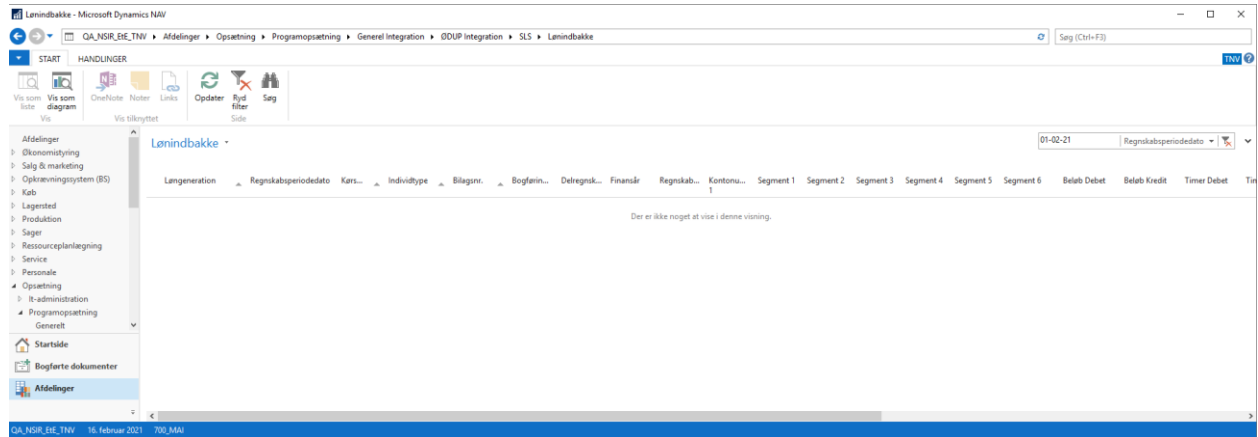 Lønindbakke - Microsoft Dynamics NAV
QA_NSIR_EtE_TNV ▸ Afdelinger ▸ Opsætning ▸ Programopsætning ▸ Generel Integration ▸ ØDUP Integration ▸ SLS ▸ Lønindbakke
Søg (Ctrl+F3)
START HANDLINGER
TNV
Vis som liste
Vis som diagram
OneNote Noter Links
Opdater
Ryd filter
Søg
Vis
Vis tilknyttet
Side
Afdelinger
Økonomistyring
Salg & marketing
Opkrævningssystem (BS)
Køb
Lagersted
Produktion
Sager
Ressourceplanlægning
Service
Personale
Opsætning
It-administration
Programopsætning
Generelt
Startside
Bogførte dokumenter
Afdelinger
Lønindbakke
01-02-21 Regnskabsperiodedato
Løngeneration Regnskabsperiodedato Kørs... Individtype Bilagsnr. Bogførin... Delregnsk... Finansår Regnskab... Kontonu... 1 Segment 1 Segment 2 Segment 3 Segment 4 Segment 5 Segment 6 Beløb Debet Beløb Kredit Timer Debet Tin
Der er ikke noget at vise i denne visning.
QA_NSIR_EtE_TNV 16. februar 2021 700_MAI